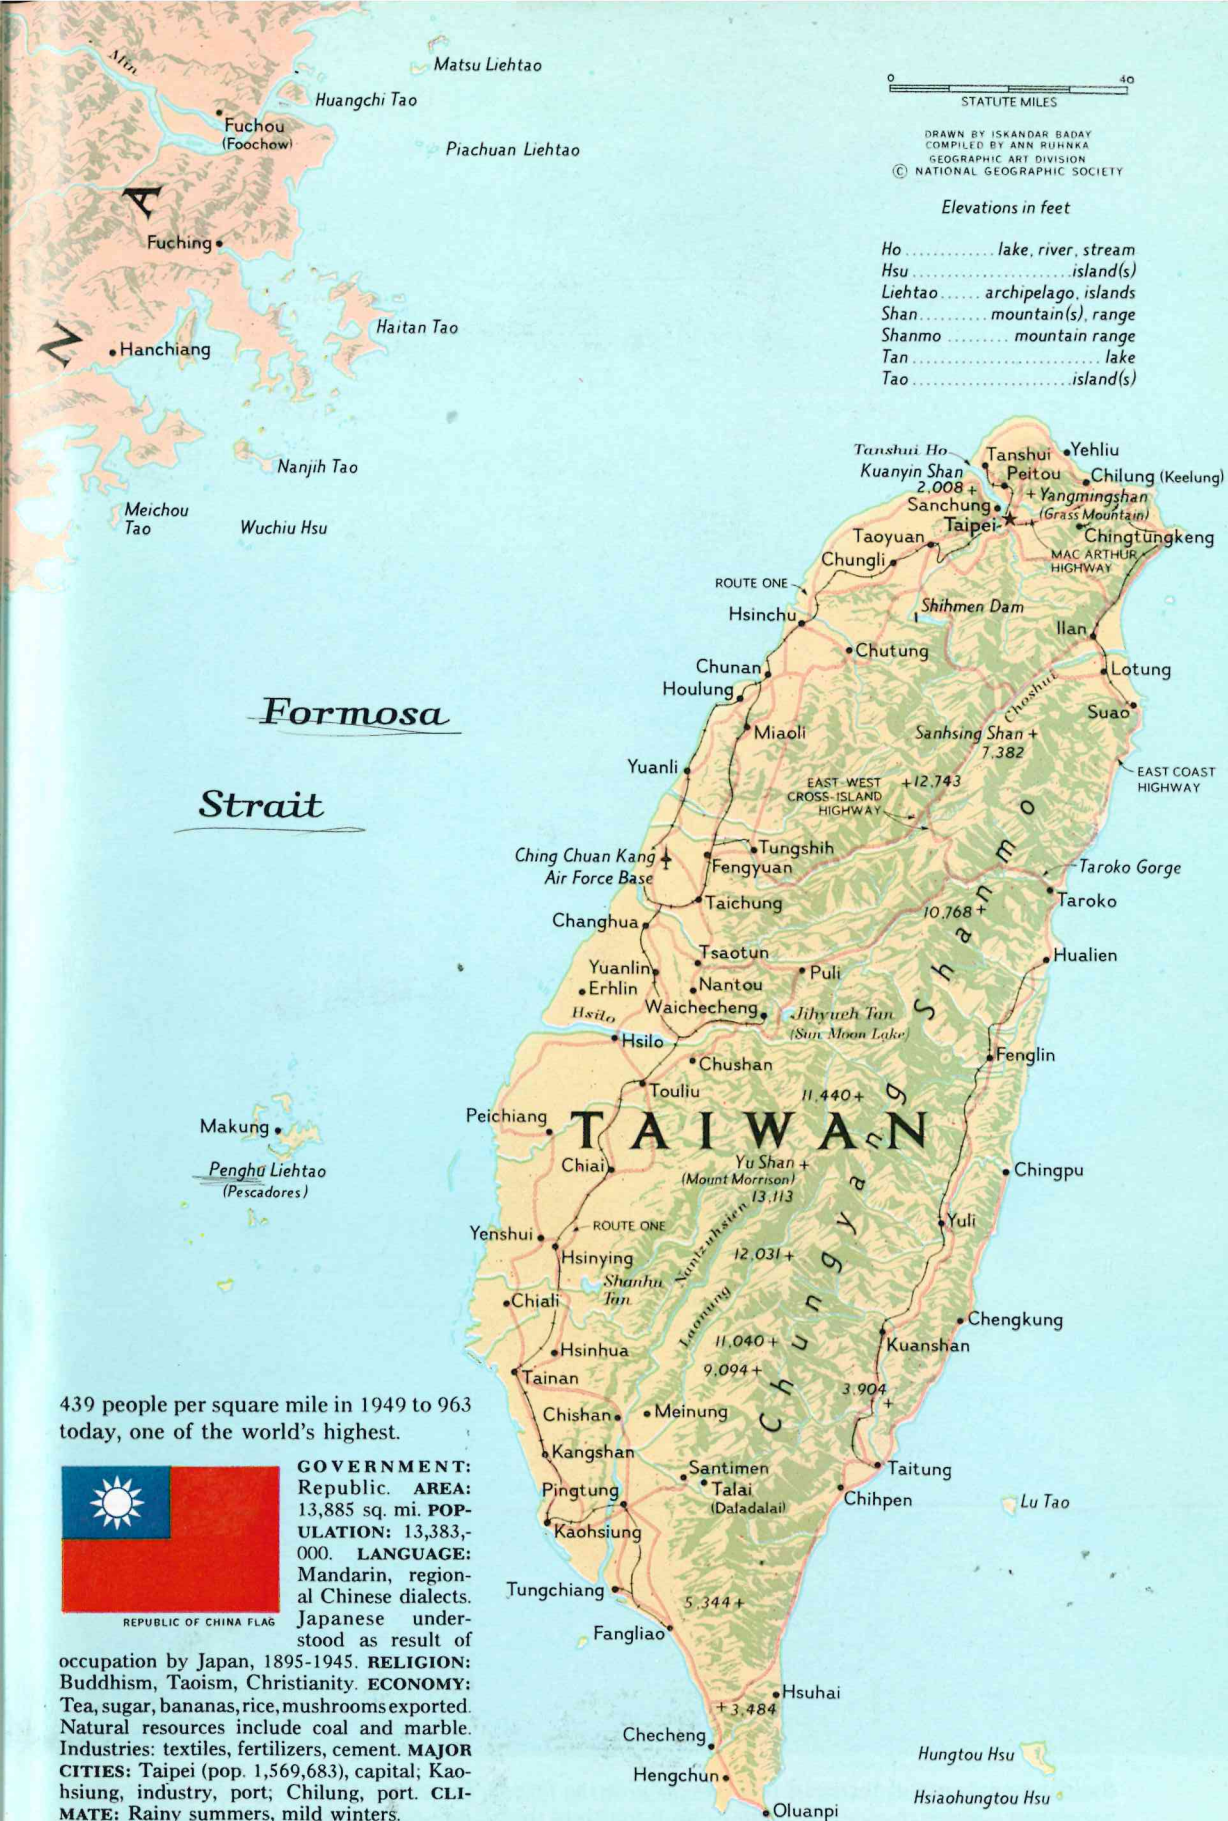 Min
Matsu Liehtao
Huangchi Tao
Fuchou
(Foochow)
Piachuan Liehtao
A
Fuching
Haitan Tao
N
Hanchiang
Nanjih Tao
Meichou
Tao
Wuchiu Hsu
0 40
STATUTE MILES
DRAWN BY ISKANDAR BADAY
COMPILED BY ANN RUHNKA
GEOGRAPHIC ART DIVISION
© NATIONAL GEOGRAPHIC SOCIETY
Elevations in feet
Ho ............. lake, river, stream
Hsu ........................ island(s)
Liehtao ...... archipelago, islands
Shan .......... mountain(s), range
Shanmo ......... mountain range
Tan ............................ lake
Tao ........................ island(s)
Tanshui Ho
Tanshui
Yehliu
Kuanyin Shan
2,008+
Peitou
Chilung (Keelung)
+ Yangmingshan
(Grass Mountain)
Sanchung
Taipei
Chingtungkeng
Taoyuan
MAC ARTHUR
HIGHWAY
Chungli
ROUTE ONE
Shihmen Dam
Hsinchu
Ilan
Chutung
Chunan
Lotung
Houlung
Choshui
Suao
Miaoli
Sanhsing Shan +
7,382
Formosa
Strait
Yuanli
EAST COAST
HIGHWAY
EAST-WEST
CROSS-ISLAND
HIGHWAY
+12,743
Ching Chuan Kang
Air Force Base
Tungshih
Fengyuan
Taroko Gorge
Taichung
Taroko
10,768+
Changhua
Tsaotun
Hualien
Yuanlin
Puli
Erhlin
Nantou
Waichecheng
Hsilo
Jihyueh Tan
(Sun Moon Lake)
Hsilo
Fenglin
Chushan
Touliu
11,440+
Chungyang Shanmo
Peichiang
TAIWAN
Makung
Penghu Liehtao
(Pescadores)
Chiai
Yu Shan +
(Mount Morrison)
13,113
Chingpu
Yuli
Yenshui
ROUTE ONE
Nantzuhsien
Hsinying
12,031+
Shanhu
Tan
Chiali
Laonung
Chengkung
11,040+
Kuanshan
Hsinhua
9,094+
Tainan
3,904
+
Chishan
Meinung
Kangshan
Santimen
Taitung
Talai
(Daladalai)
Pingtung
Chihpen
Lu Tao
Kaohsiung
Tungchiang
5,344+
Fangliao
Hsuhai
+3,484
Checheng
Hungtou Hsu
Hengchun
Hsiaohungtou Hsu
Oluanpi
439 people per square mile in 1949 to 963
today, one of the world's highest.
GOVERNMENT:
Republic. AREA:
13,885 sq. mi. POP-
ULATION: 13,383,-
000. LANGUAGE:
Mandarin, region-
al Chinese dialects.
REPUBLIC OF CHINA FLAG
Japanese under-
stood as result of
occupation by Japan, 1895-1945. RELIGION:
Buddhism, Taoism, Christianity. ECONOMY:
Tea, sugar, bananas, rice, mushrooms exported.
Natural resources include coal and marble.
Industries: textiles, fertilizers, cement. MAJOR
CITIES: Taipei (pop. 1,569,683), capital; Kao-
hsiung, industry, port; Chilung, port. CLI-
MATE: Rainy summers, mild winters.